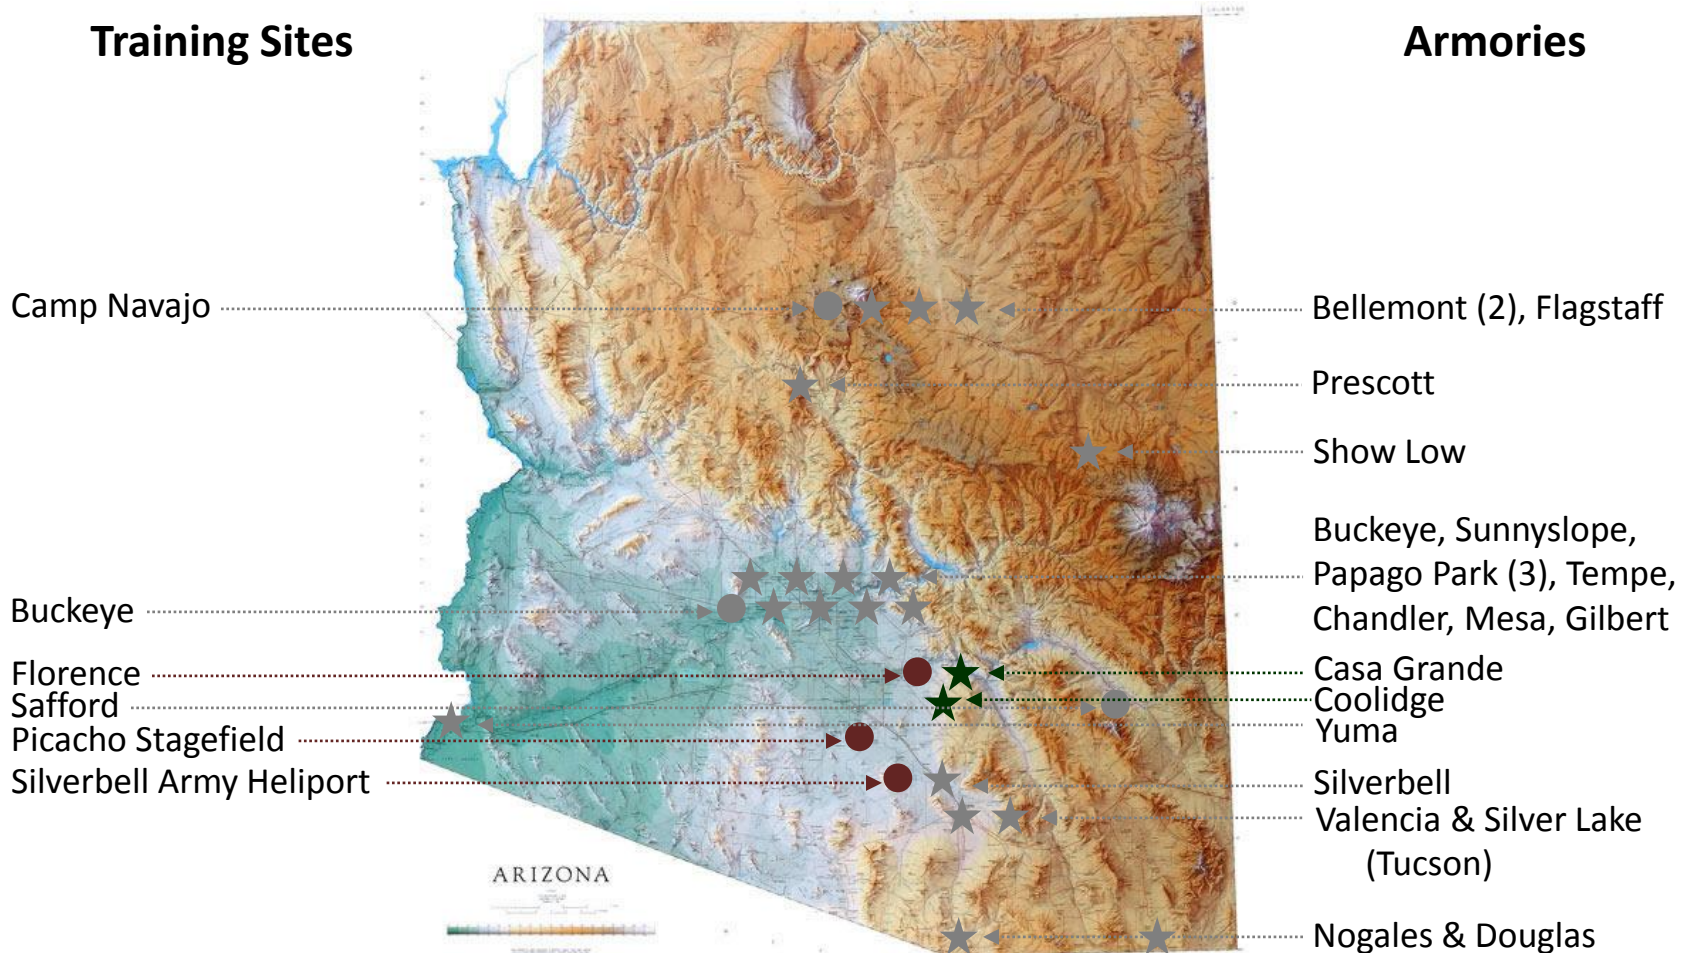 Training Sites
Armories
Camp Navajo
Bellemont (2), Flagstaff
Prescott
Show Low
Buckeye, Sunnyslope,
Papago Park (3), Tempe,
Chandler, Mesa, Gilbert
Buckeye
Florence
Casa Grande
Safford
Coolidge
Picacho Stagefield
Yuma
Silverbell Army Heliport
Silverbell
Valencia & Silver Lake
(Tucson)
ARIZONA
Nogales & Douglas